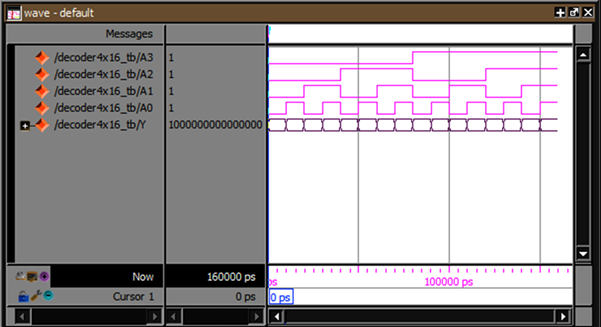 wave - default
Messages
/decoder4x16_tb/A3 1
/decoder4x16_tb/A2 1
/decoder4x16_tb/A1 1
/decoder4x16_tb/A0 1
/decoder4x16_tb/Y 1000000000000000
Now 160000 ps ps 100000 ps
Cursor 1 0 ps 0 ps